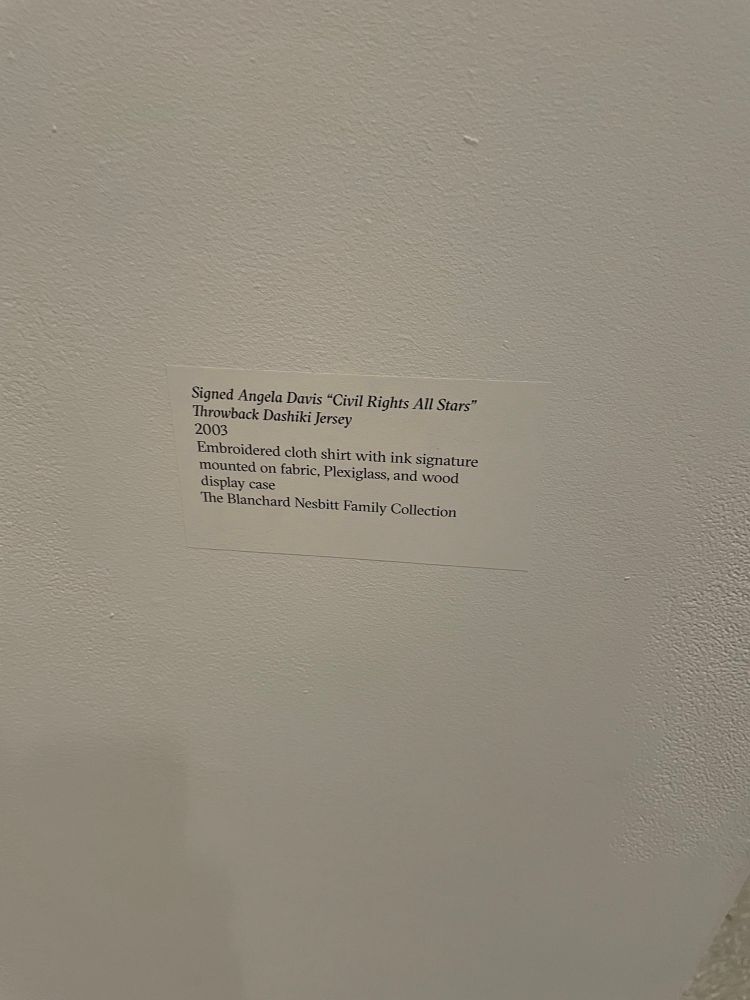 Signed Angela Davis “Civil Rights All Stars”
Throwback Dashiki Jersey
2003
Embroidered cloth shirt with ink signature
mounted on fabric, Plexiglass, and wood
display case
The Blanchard Nesbitt Family Collection